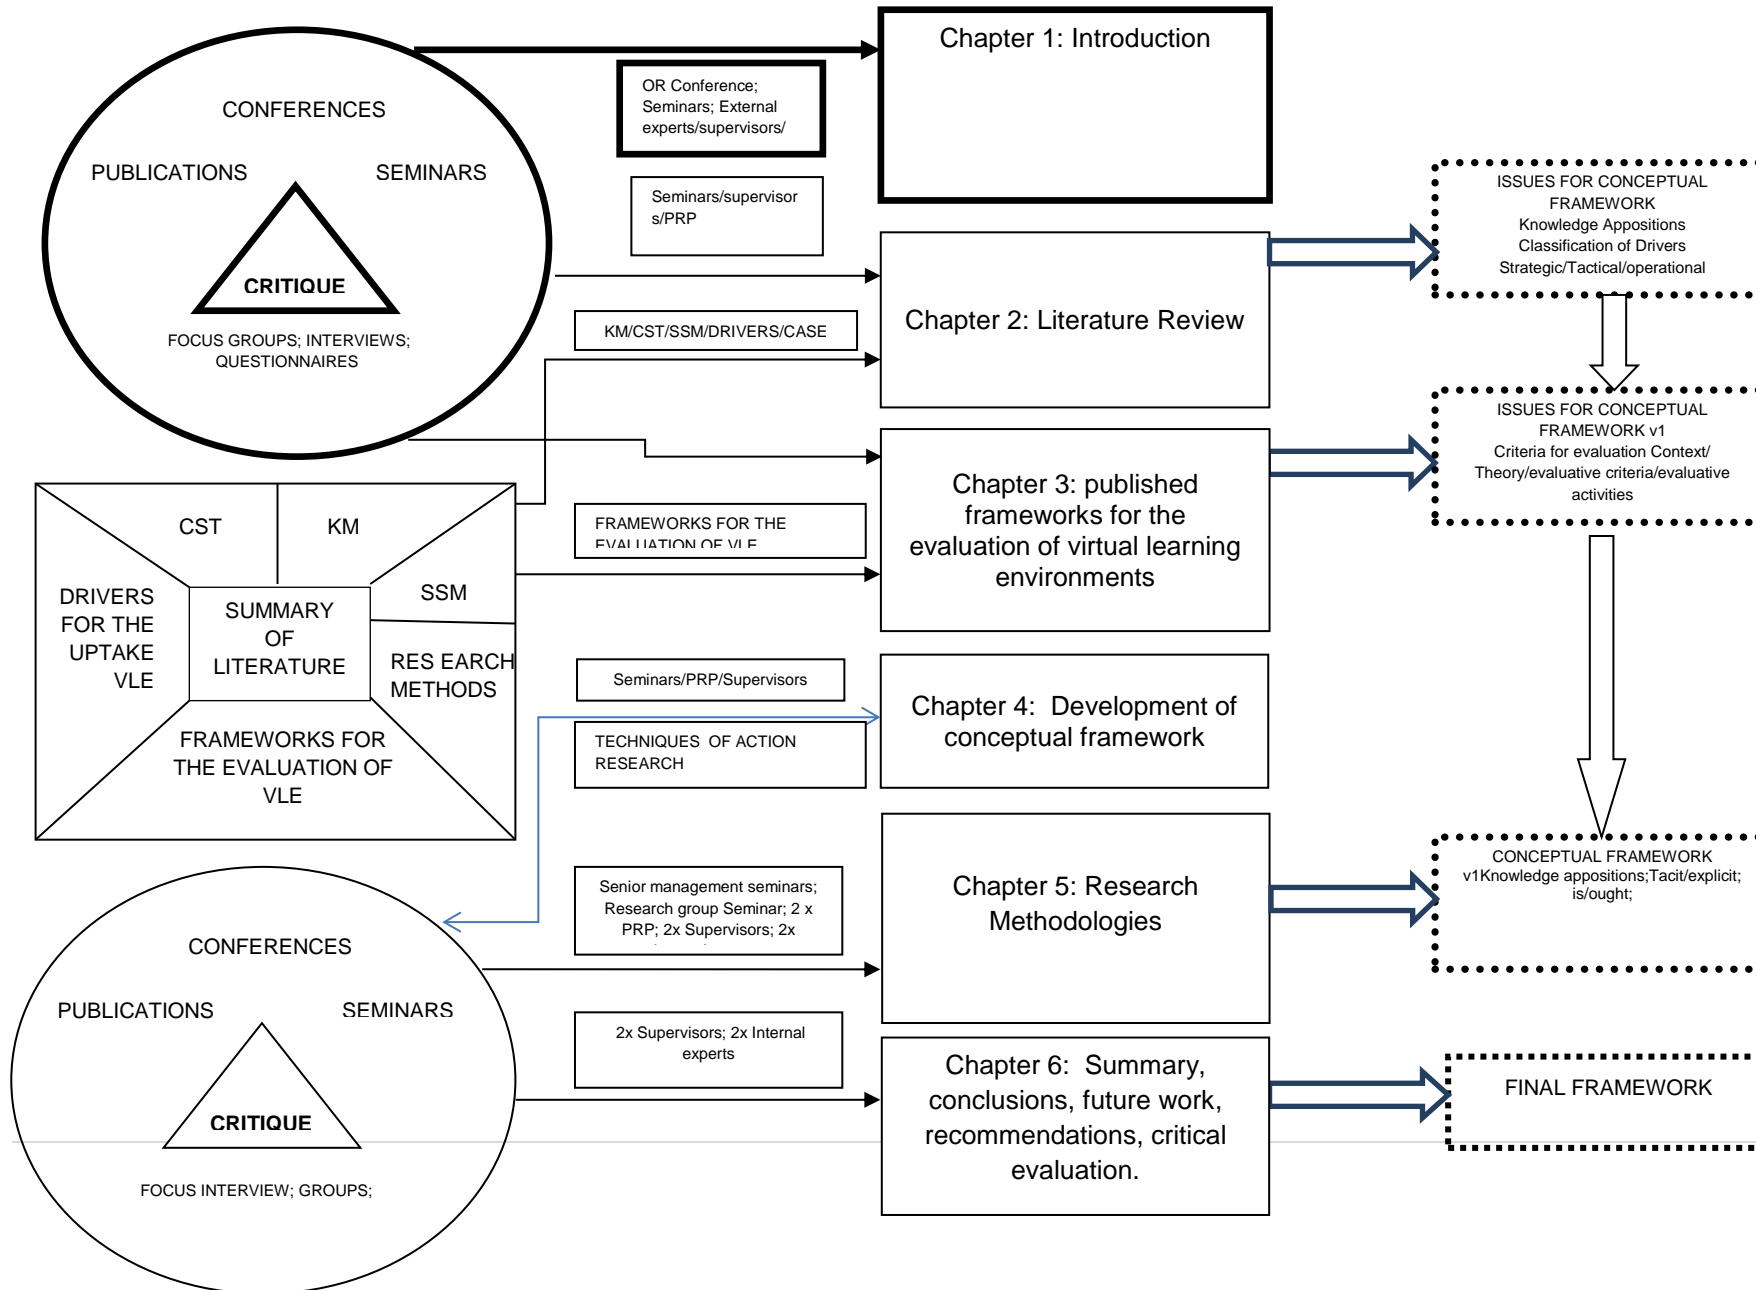 CONFERENCES
PUBLICATIONS
SEMINARS
CRITIQUE
FOCUS GROUPS; INTERVIEWS;
QUESTIONNAIRES
OR Conference;
Seminars; External
experts/supervisors/
Seminars/supervisor
s/PRP
KM/CST/SSM/DRIVERS/CASE
FRAMEWORKS FOR THE
EVALUATION OF VLE
Seminars/PRP/Supervisors
TECHNIQUES  OF ACTION
RESEARCH
Senior management seminars;
Research group Seminar; 2 x
PRP; 2x Supervisors; 2x
2x Supervisors; 2x Internal
experts
CST
KM
SSM
DRIVERS
FOR THE
UPTAKE
VLE
SUMMARY
OF
LITERATURE
RES EARCH
METHODS
FRAMEWORKS FOR
THE EVALUATION OF
VLE
CONFERENCES
PUBLICATIONS
SEMINARS
CRITIQUE
FOCUS INTERVIEW; GROUPS;
Chapter 1: Introduction
Chapter 2: Literature Review
Chapter 3: published
frameworks for the
evaluation of virtual learning
environments
Chapter 4:  Development of
conceptual framework
Chapter 5: Research
Methodologies
Chapter 6:  Summary,
conclusions, future work,
recommendations, critical
evaluation.
ISSUES FOR CONCEPTUAL
FRAMEWORK
Knowledge Appositions
Classification of Drivers
Strategic/Tactical/operational
ISSUES FOR CONCEPTUAL
FRAMEWORK v1
Criteria for evaluation Context/
Theory/evaluative criteria/evaluative
activities
CONCEPTUAL FRAMEWORK
v1Knowledge appositions;Tacit/explicit;
is/ought;
FINAL FRAMEWORK